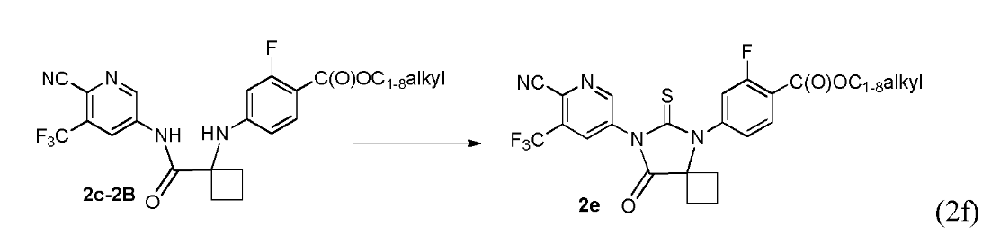 F
F
NC
N
C(O)OC1-8alkyl
NC
N
S
C(O)OC1-8alkyl
F3C
NH
HN
F3C
N
N
2c-2B
O
O
2e
(2f)